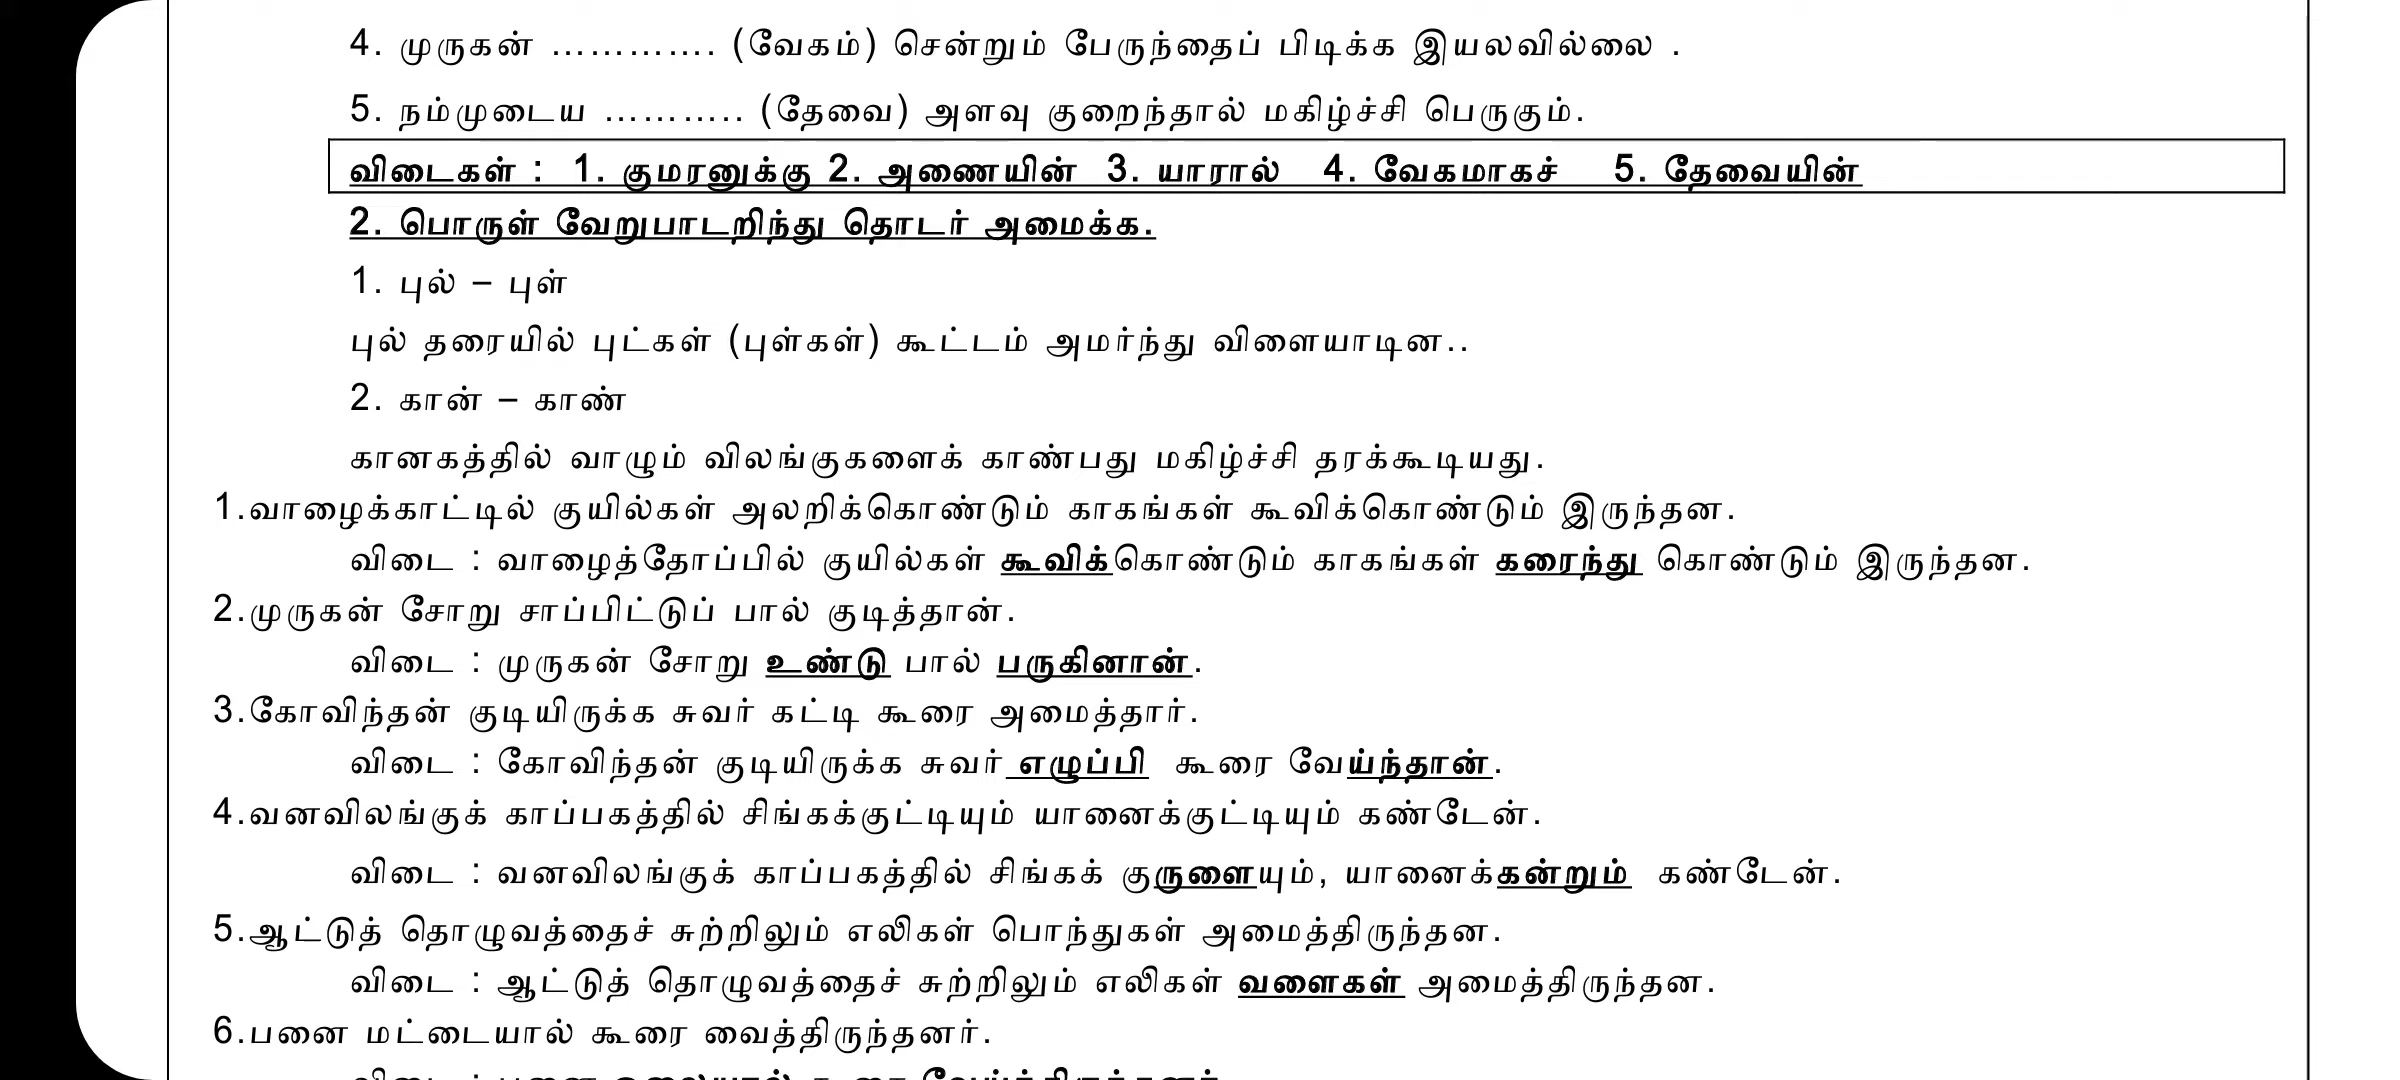 4. முருகன் …………. (வேகம்) சென்றும் பேருந்தைப் பிடிக்க இயலவில்லை .
5. நம்முடைய ……….. (தேவை) அளவு குறைந்தால் மகிழ்ச்சி பெருகும்.
விடைகள் : 1. குமரனுக்கு 2. அணையின் 3. யாரால் 4. வேகமாகச் 5. தேவையின்
2. பொருள் வேறுபாடறிந்து தொடர் அமைக்க.
1. புல் – புள்
புல் தரையில் புட்கள் (புள்கள்) கூட்டம் அமர்ந்து விளையாடின..
2. கான் – காண்
கானகத்தில் வாழும் விலங்குகளைக் காண்பது மகிழ்ச்சி தரக்கூடியது.
1.வாழைக்காட்டில் குயில்கள் அலறிக்கொண்டும் காகங்கள் கூவிக்கொண்டும் இருந்தன.
விடை : வாழைத்தோப்பில் குயில்கள் கூவிக்கொண்டும் காகங்கள் கரைந்து கொண்டும் இருந்தன.
2.முருகன் சோறு சாப்பிட்டுப் பால் குடித்தான்.
விடை : முருகன் சோறு உண்டு பால் பருகினான்.
3.கோவிந்தன் குடியிருக்க சுவர் கட்டி கூரை அமைத்தார்.
விடை : கோவிந்தன் குடியிருக்க சுவர் எழுப்பி கூரை வேய்ந்தான்.
4.வனவிலங்குக் காப்பகத்தில் சிங்கக்குட்டியும் யானைக்குட்டியும் கண்டேன்.
விடை : வனவிலங்குக் காப்பகத்தில் சிங்கக் குருளையும், யானைக்கன்றும் கண்டேன்.
5.ஆட்டுத் தொழுவத்தைச் சுற்றிலும் எலிகள் பொந்துகள் அமைத்திருந்தன.
விடை : ஆட்டுத் தொழுவத்தைச் சுற்றிலும் எலிகள் வளைகள் அமைத்திருந்தன.
6.பனை மட்டையால் கூரை வைத்திருந்தனர்.